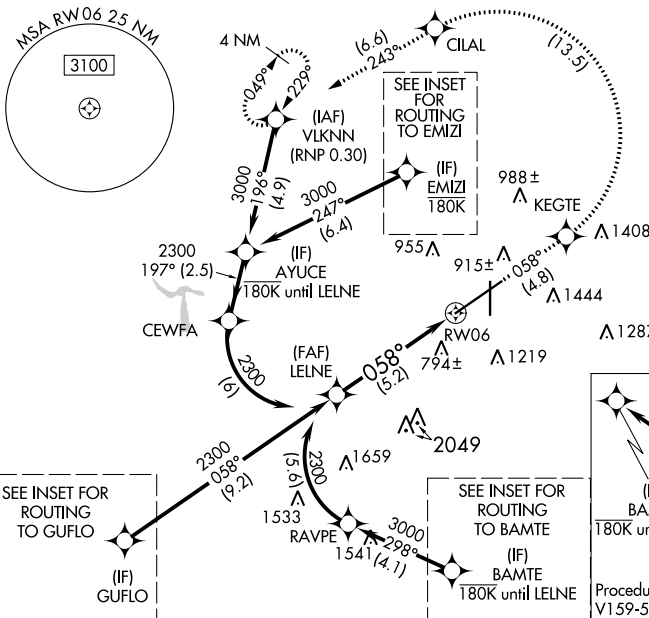 MSA RW06 25 NM
3100
4 NM
049°
229°
(6.6)
243°
CILAL
(13.5)
(IAF)
VLKNN
(RNP 0.30)
SEE INSET
FOR
ROUTING
TO EMIZI
(IF)
EMIZI
180K
3000
196°
(4.9)
3000
247°
(6.4)
988±
KEGTE
1408
955
915±
058°
(4.8)
2300
197° (2.5)
(IF)
AYUCE
180K until LELNE
1444
CEWFA
RW06
794±
1219
1287
(FAF)
LELNE
058°
(5.2)
2300
(6)
2049
2300
058°
(9.2)
2300
(5.6)
1659
1533
SEE INSET FOR
ROUTING
TO GUFLO
(IF)
GUFLO
RAVPE
1541
3000
298°
(4.1)
SEE INSET FOR
ROUTING
TO BAMTE
(IF)
BAMTE
180K until LELNE
BA
180K un
Procedu
V159-5